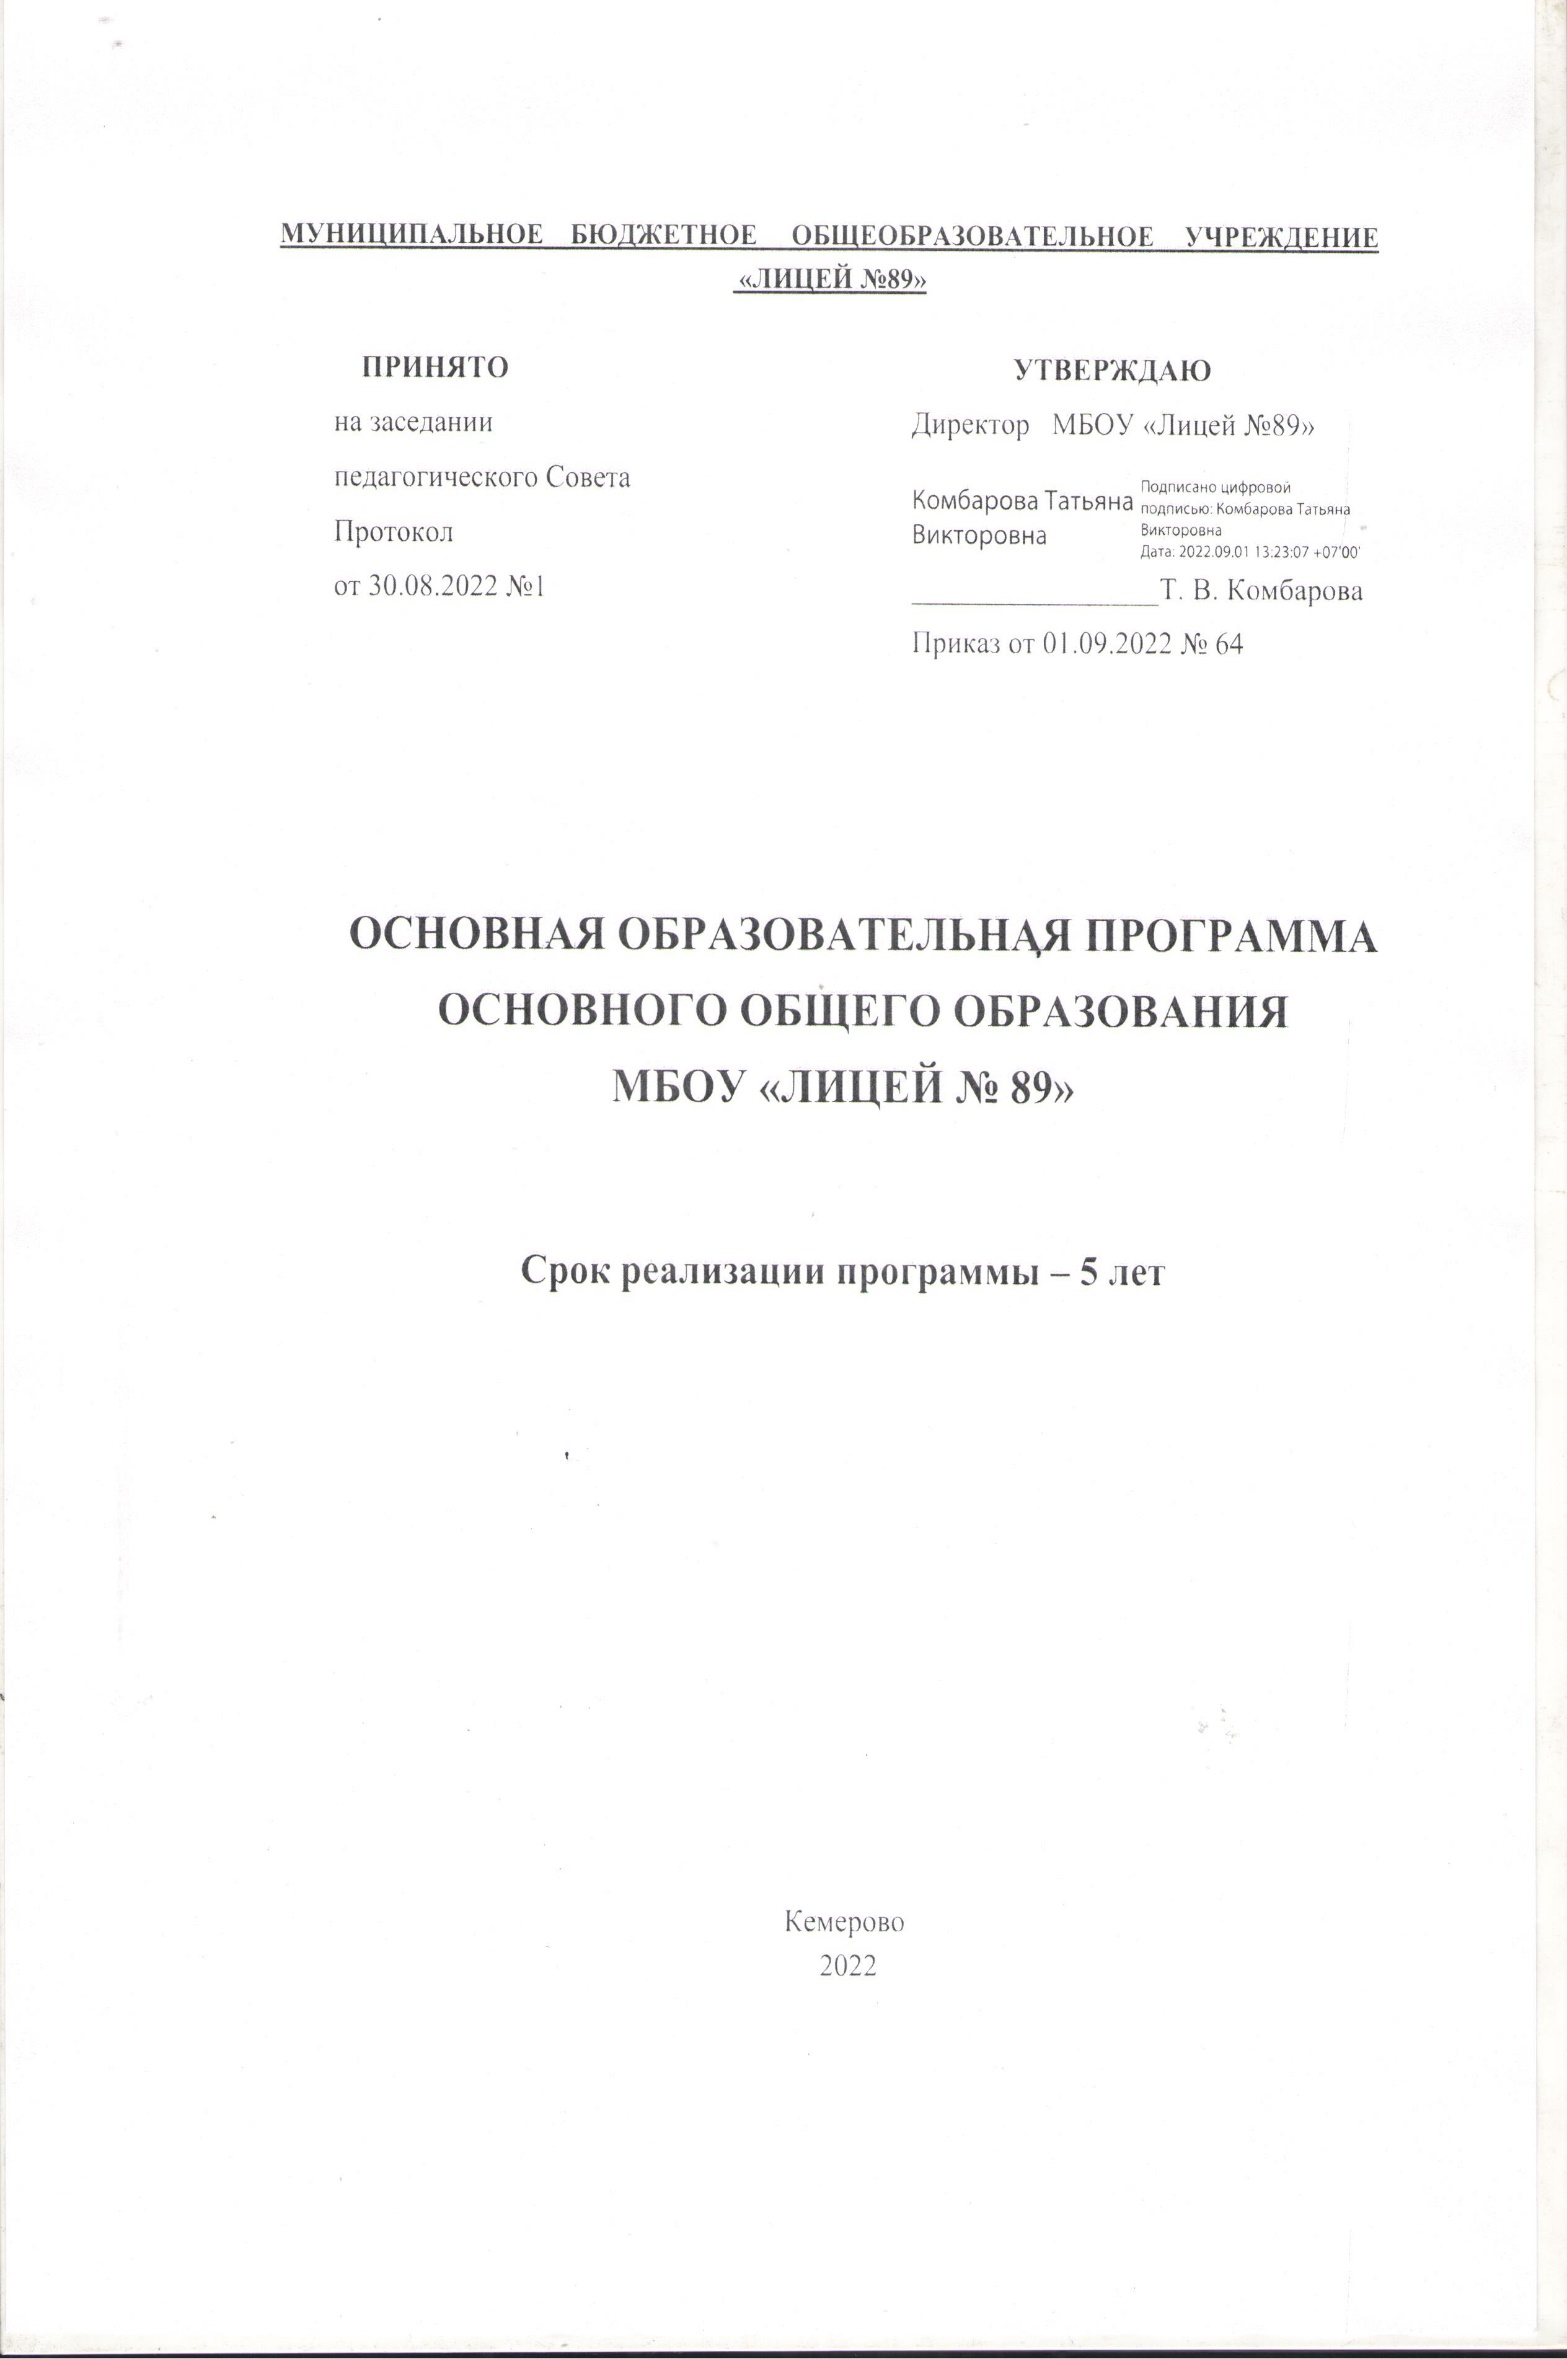 МУНИЦИПАЛЬНОЕ БЮДЖЕТНОЕ ОБЩЕОБРАЗОВАТЕЛЬНОЕ УЧРЕЖДЕНИЕ
«ЛИЦЕЙ №89»
ПРИНЯТО
на заседании
педагогического Совета
Протокол
от 30.08.2022 №1
УТВЕРЖДАЮ
Директор МБОУ «Лицей №89»
Комбарова Татьяна
Викторовна
Подписано цифровой
подписью: Комбарова Татьяна
Викторовна
Дата: 2022.09.01 13:23:07 +07'00'
__________________Т. В. Комбарова
Приказ от 01.09.2022 № 64
ОСНОВНАЯ ОБРАЗОВАТЕЛЬНАЯ ПРОГРАММА
ОСНОВНОГО ОБЩЕГО ОБРАЗОВАНИЯ
МБОУ «ЛИЦЕЙ № 89»
Срок реализации программы – 5 лет
Кемерово
2022